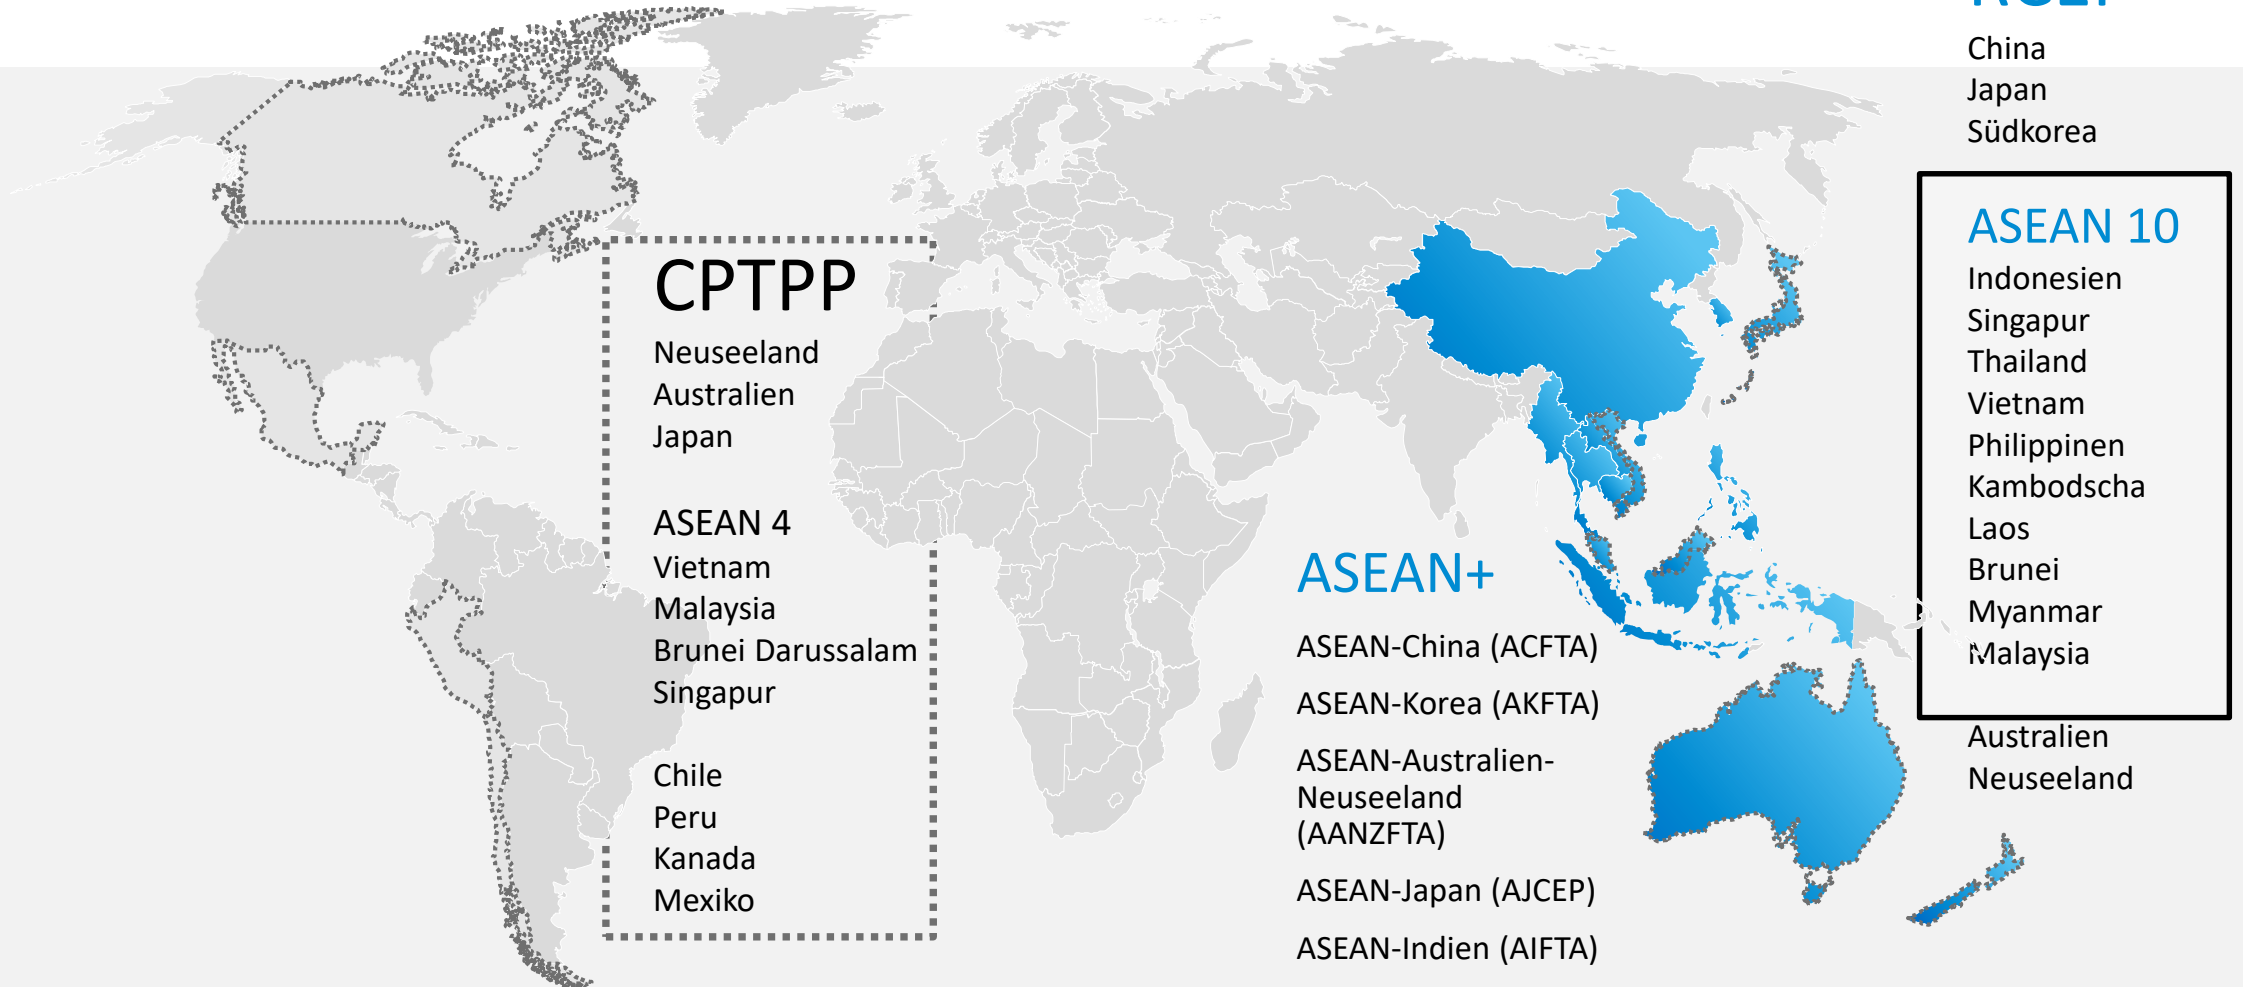 CPTPP
Neuseeland
Australien
Japan
ASEAN 4
Vietnam
Malaysia
Brunei Darussalam
Singapur
Chile
Peru
Kanada
Mexiko
ASEAN+
ASEAN-China (ACFTA)
ASEAN-Korea (AKFTA)
ASEAN-Australien-
Neuseeland
(AANZFTA)
ASEAN-Japan (AJCEP)
ASEAN-Indien (AIFTA)
China
Japan
Südkorea
ASEAN 10
Indonesien
Singapur
Thailand
Vietnam
Philippinen
Kambodscha
Laos
Brunei
Myanmar
Malaysia
Australien
Neuseeland